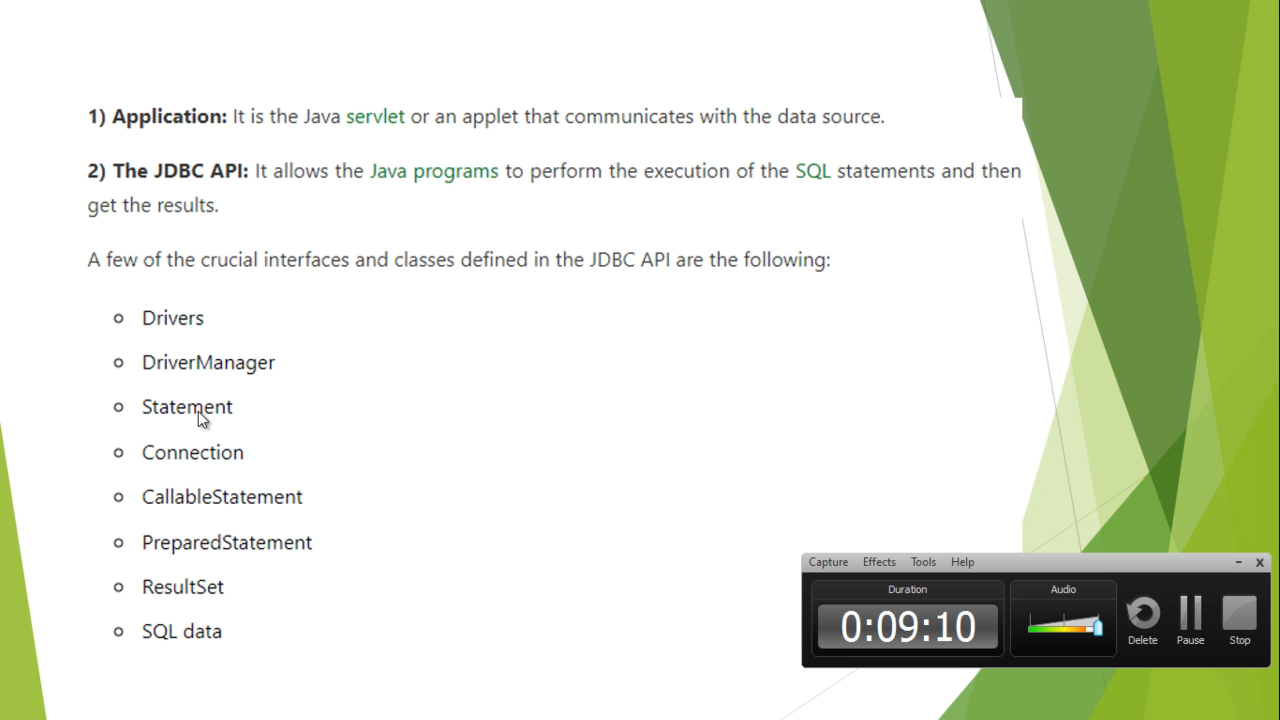 1) Application: It is the Java servlet or an applet that communicates with the data source.
2) The JDBC API: It allows the Java programs to perform the execution of the SQL statements and then
get the results.
A few of the crucial interfaces and classes defined in the JDBC API are the following:
Drivers
DriverManager
Statement
Connection
CallableStatement
PreparedStatement
ResultSet
SQL data
Capture Effects Tools Help
Duration
Audio
0:09:10
Delete Pause Stop